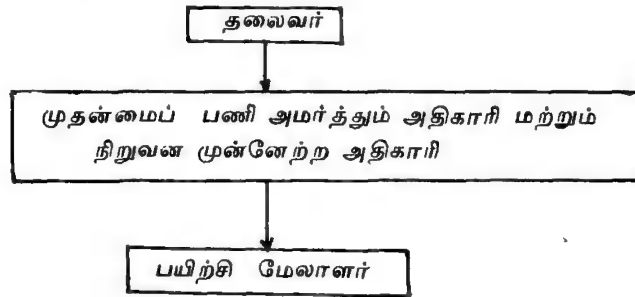 தலைவர்
முதன்மைப் பணி அமர்த்தும் அதிகாரி மற்றும்
நிறுவன முன்னேற்ற அதிகாரி
பயிற்சி மேலாளர்